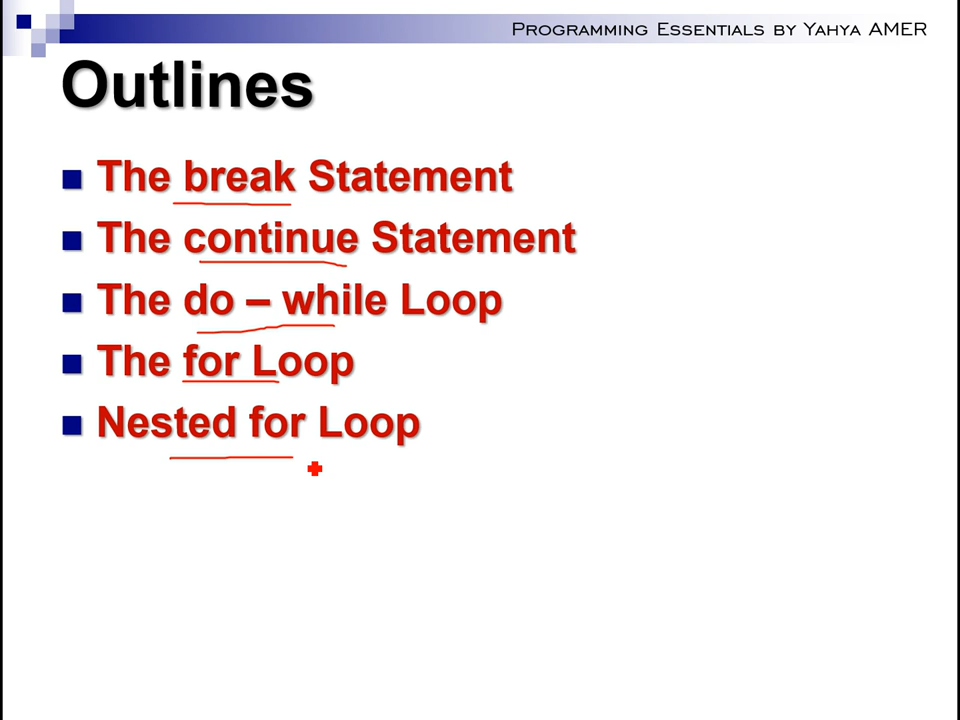 Programming Essentials by Yahya AMER
Outlines
The break Statement
The continue Statement
The do – while Loop
The for Loop
Nested for Loop